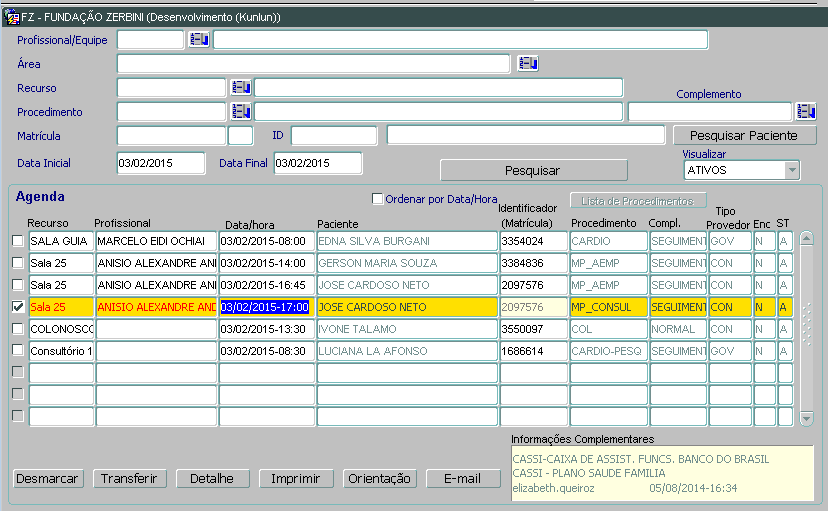 FZ - FUNDAÇÃO ZERBINI (Desenvolvimento (Kunlun))
Profissional/Equipe
Área
Recurso
Complemento
Procedimento
Matrícula ID Pesquisar Paciente
Visualizar
Data Inicial 03/02/2015 Data Final 03/02/2015 Pesquisar ATIVOS
Agenda Ordenar por Data/Hora Lista de Procedimentos
Recurso Profissional Data/hora Paciente Identificador (Matrícula) Procedimento Compl. Tipo Provedor Enc ST
SALA GUIA MARCELO EIDI OCHIAI 03/02/2015-08:00 EDNA SILVA BURGANI 3354024 CARDIO SEGUIMENT GOV N A
Sala 25 ANISIO ALEXANDRE ANI 03/02/2015-14:00 GERSON MARIA SOUZA 3384836 MP_AEMP SEGUIMENT CON N A
Sala 25 ANISIO ALEXANDRE ANI 03/02/2015-16:45 JOSE CARDOSO NETO 2097576 MP_AEMP SEGUIMENT CON N A
Sala 25 ANISIO ALEXANDRE AND 03/02/2015-17:00 JOSE CARDOSO NETO 2097576 MP_CONSUL SEGUIMENT CON N A
COLONOSCO 03/02/2015-13:30 IVONE TALAMO 3550097 COL NORMAL CON N A
Consultório 1 03/02/2015-08:30 LUCIANA LA AFONSO 1686614 CARDIO-PESQ SEGUIMENT GOV N A
Informações Complementares
CASSI-CAIXA DE ASSIST. FUNCS. BANCO DO BRASIL
CASSI - PLANO SAUDE FAMILIA
elizabeth.queiroz 05/08/2014-16:34
Desmarcar Transferir Detalhe Imprimir Orientação E-mail